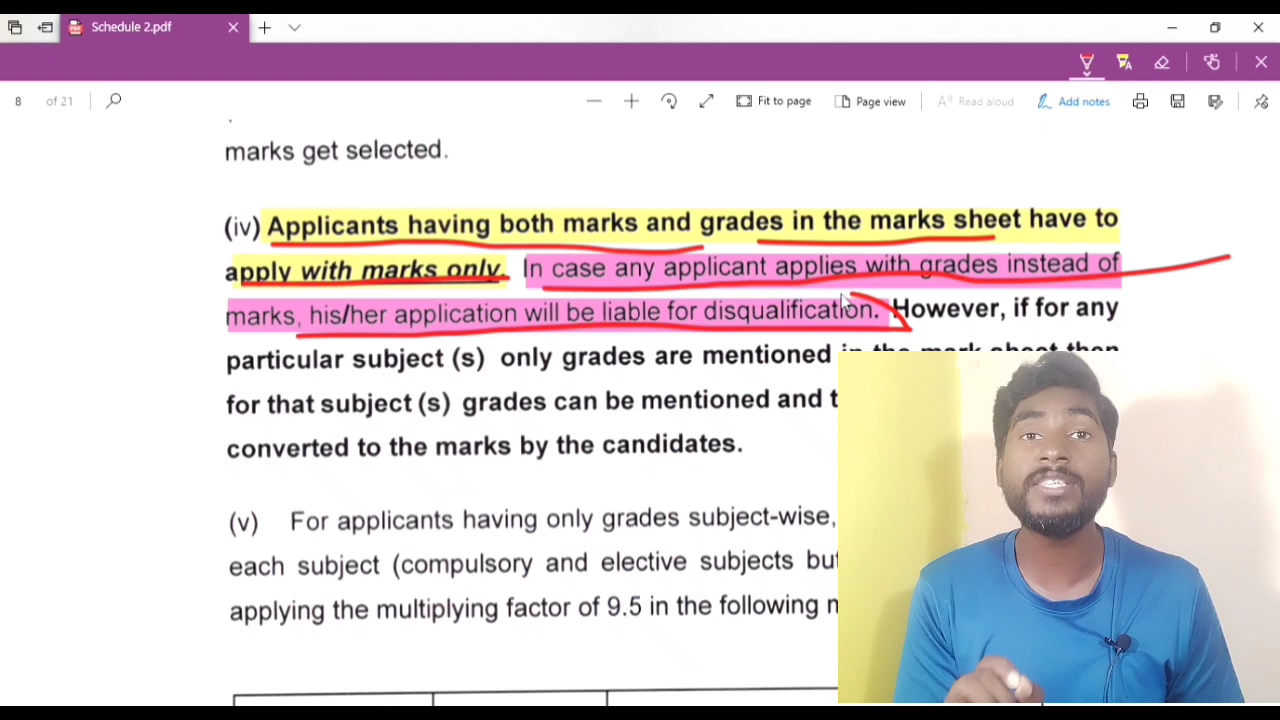 Schedule 2.pdf
8 of 21
Fit to page
Page view
Read aloud
Add notes
marks get selected.
(iv) Applicants having both marks and grades in the marks sheet have to
apply with marks only. In case any applicant applies with grades instead of
marks, his/her application will be liable for disqualification. However, if for any
particular subject (s) only grades are mentioned in the mark sheet then
for that subject (s) grades can be mentioned and
converted to the marks by the candidates.
(v) For applicants having only grades subject-wise,
each subject (compulsory and elective subjects
applying the multiplying factor of 9.5 in the following